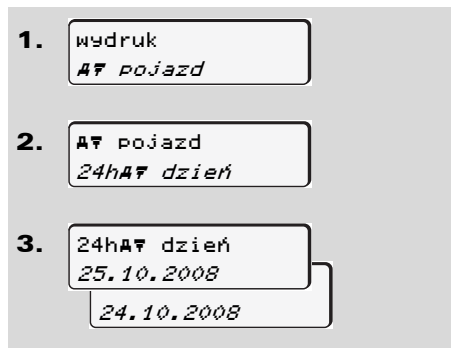 1. wydruk
A▼ pojazd
2. A▼ pojazd
24hA▼ dzień
3. 24hA▼ dzień
25.10.2008
24.10.2008